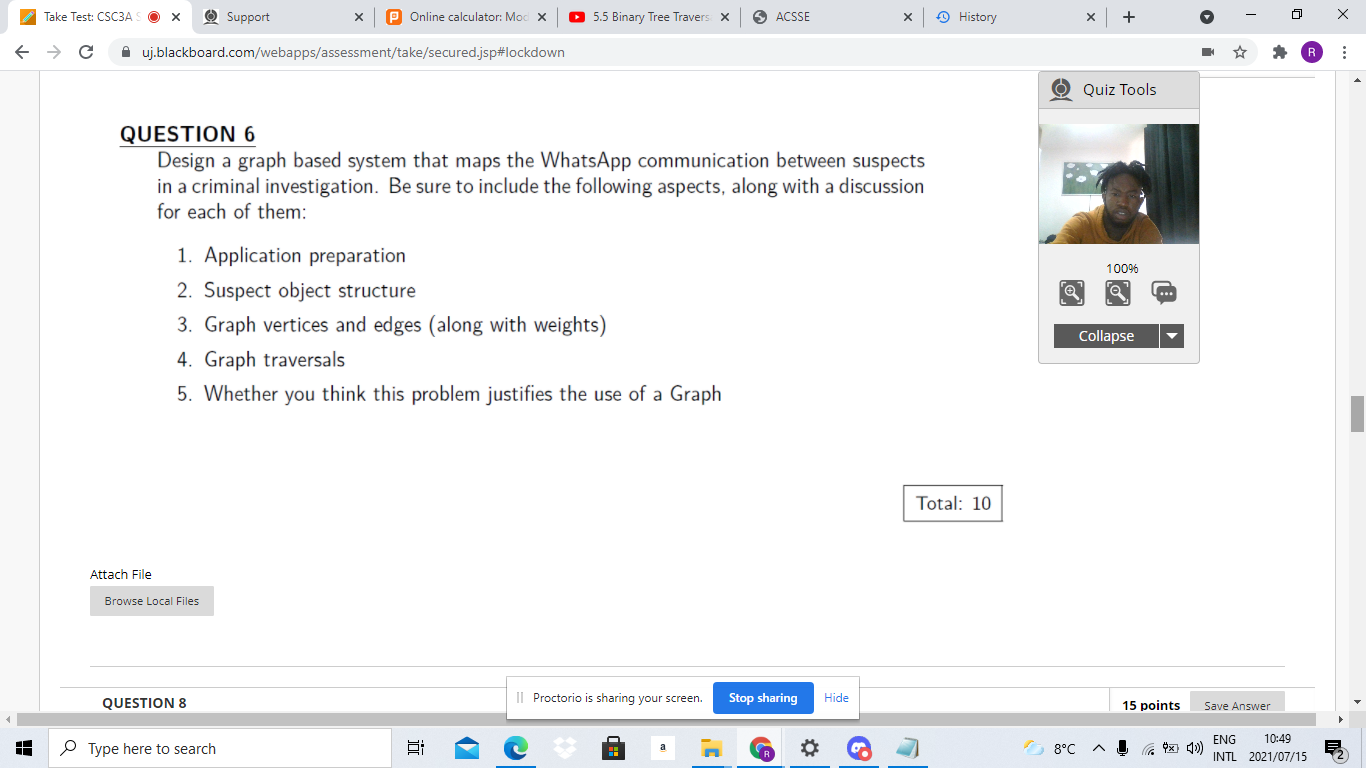 Take Test: CSC3A S
Support
Online calculator: Mod
5.5 Binary Tree Travers
ACSSE
History
uj.blackboard.com/webapps/assessment/take/secured.jsp#lockdown
R
Quiz Tools
QUESTION 6
Design a graph based system that maps the WhatsApp communication between suspects
in a criminal investigation. Be sure to include the following aspects, along with a discussion
for each of them:
1. Application preparation
2. Suspect object structure
3. Graph vertices and edges (along with weights)
4. Graph traversals
5. Whether you think this problem justifies the use of a Graph
100%
Collapse
Total: 10
Attach File
Browse Local Files
Proctorio is sharing your screen.
Stop sharing
Hide
QUESTION 8
15 points
Save Answer
Type here to search
a
R
8°C
ENG
INTL
10:49
2021/07/15
2